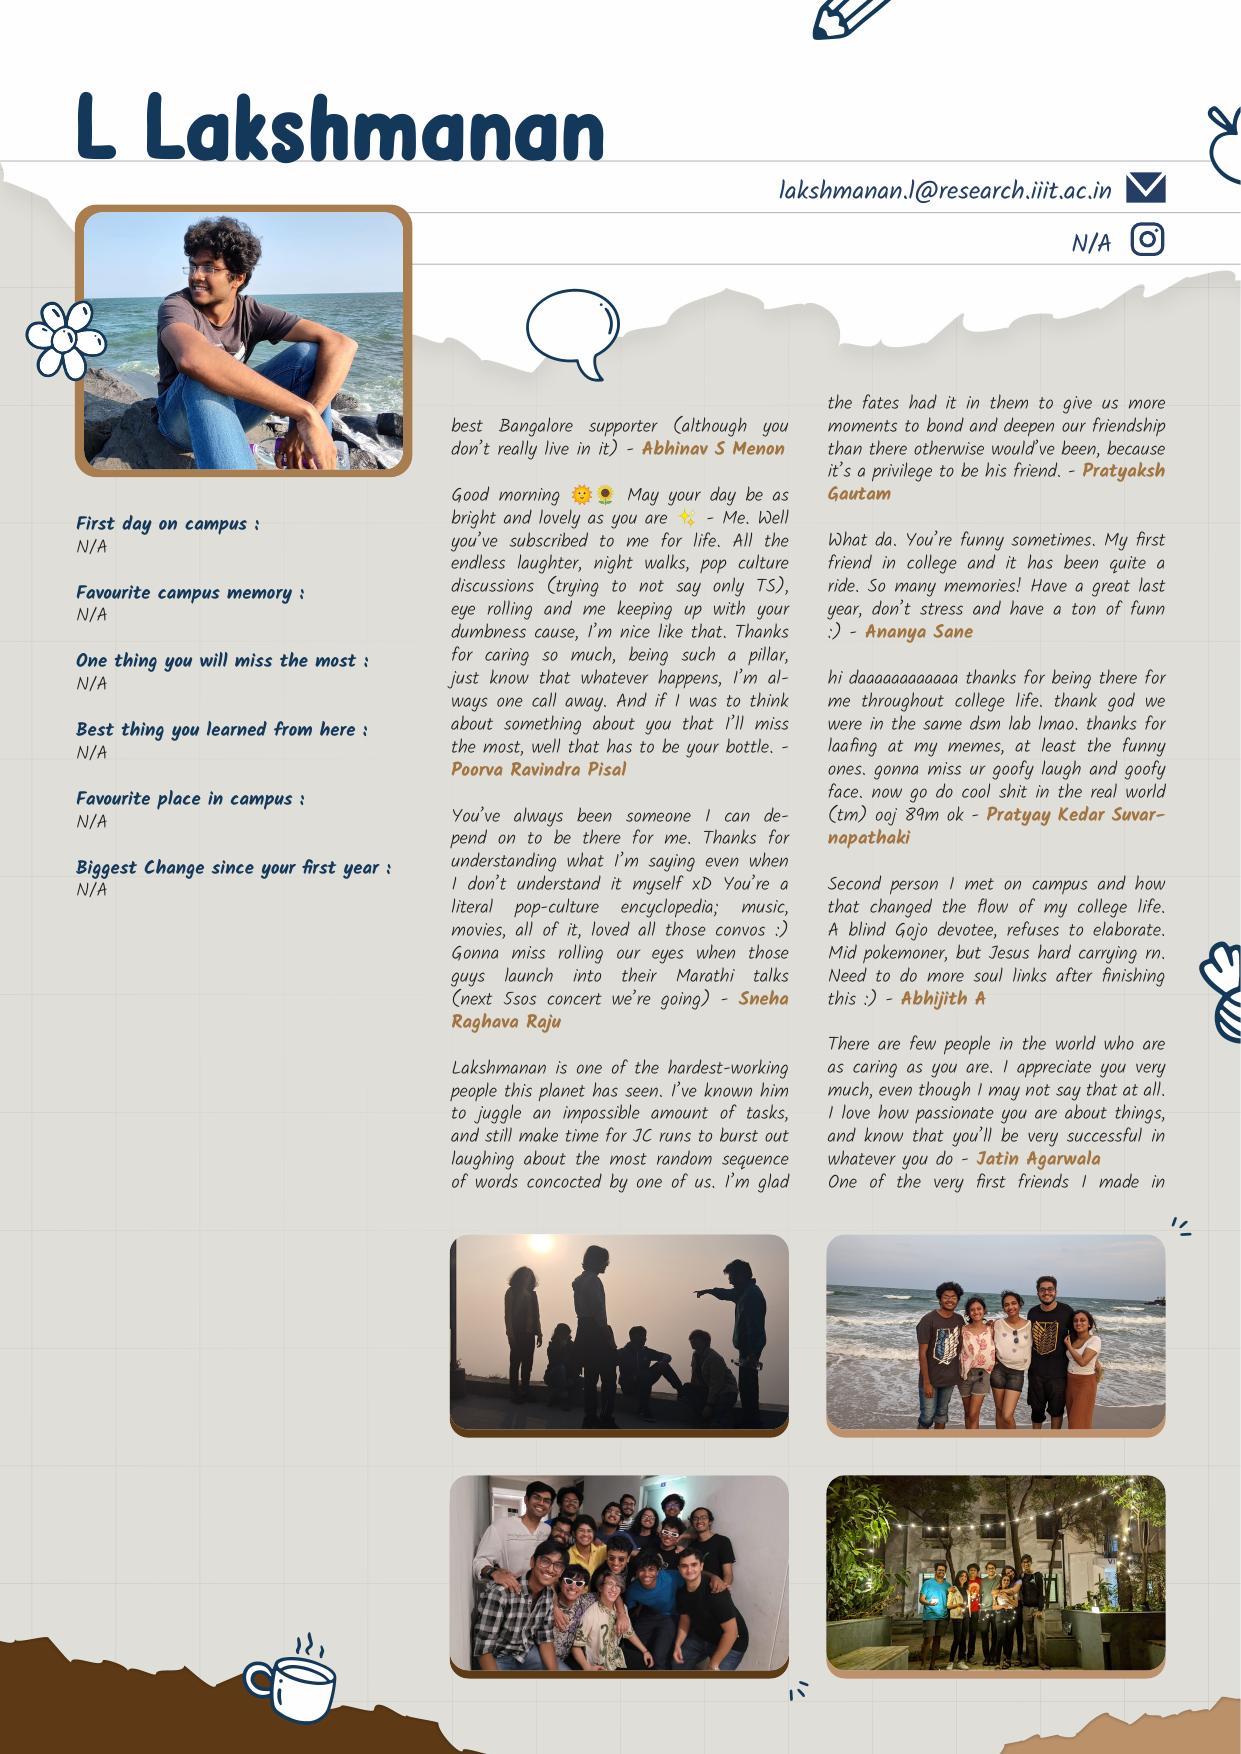 L Lakshmanan
lakshmanan.l@research.iiit.ac.in
N/A
First day on campus :
N/A
Favourite campus memory :
N/A
One thing you will miss the most :
N/A
Best thing you learned from here :
N/A
Favourite place in campus :
N/A
Biggest Change since your first year :
N/A
best Bangalore supporter (although you
don't really live in it) - Abhinav S Menon
Good morning 🌞🌻 May your day be as
bright and lovely as you are ✨ - Me. Well
you've subscribed to me for life. All the
endless laughter, night walks, pop culture
discussions (trying to not say only TS),
eye rolling and me keeping up with your
dumbness cause, I'm nice like that. Thanks
for caring so much, being such a pillar,
just know that whatever happens, I'm al-
ways one call away. And if I was to think
about something about you that I'll miss
the most, well that has to be your bottle. -
Poorva Ravindra Pisal
You've always been someone I can de-
pend on to be there for me. Thanks for
understanding what I'm saying even when
I don't understand it myself xD You're a
literal pop-culture encyclopedia; music,
movies, all of it, loved all those convos :)
Gonna miss rolling our eyes when those
guys launch into their Marathi talks
(next 5sos concert we're going) - Sneha
Raghava Raju
Lakshmanan is one of the hardest-working
people this planet has seen. I've known him
to juggle an impossible amount of tasks,
and still make time for JC runs to burst out
laughing about the most random sequence
of words concocted by one of us. I'm glad
the fates had it in them to give us more
moments to bond and deepen our friendship
than there otherwise would've been, because
it's a privilege to be his friend. - Pratyaksh
Gautam
What da. You're funny sometimes. My first
friend in college and it has been quite a
ride. So many memories! Have a great last
year, don't stress and have a ton of funn
:) - Ananya Sane
hi daaaaaaaaaaaa thanks for being there for
me throughout college life. thank god we
were in the same dsm lab lmao. thanks for
laafing at my memes, at least the funny
ones. gonna miss ur goofy laugh and goofy
face. now go do cool shit in the real world
(tm) ooj 89m ok - Pratyay Kedar Suvar-
napathaki
Second person I met on campus and how
that changed the flow of my college life.
A blind Gojo devotee, refuses to elaborate.
Mid pokemoner, but Jesus hard carrying rn.
Need to do more soul links after finishing
this :) - Abhijith A
There are few people in the world who are
as caring as you are. I appreciate you very
much, even though I may not say that at all.
I love how passionate you are about things,
and know that you'll be very successful in
whatever you do - Jatin Agarwala
One of the very first friends I made in